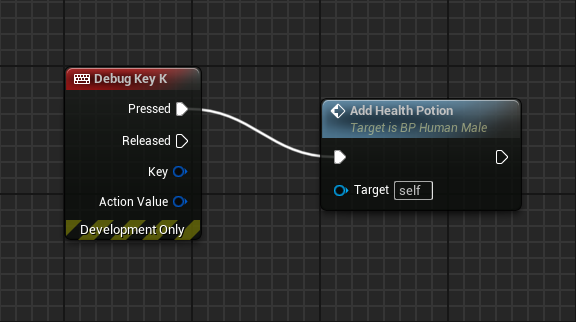 Debug Key K
Pressed
Released
Key
Action Value
Development Only
Add Health Potion
Target is BP Human Male
Target self